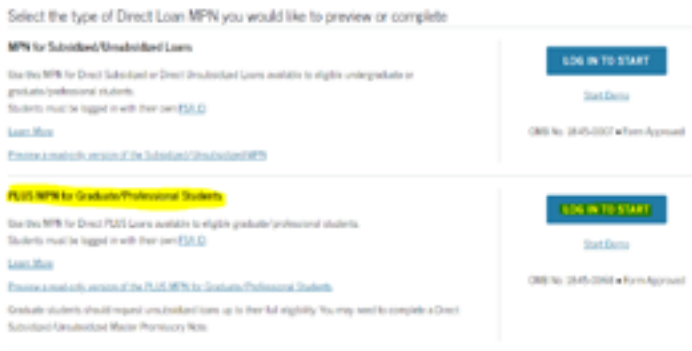 Select the type of Direct Loan MPN you would like to preview or complete
MPN for Subsidized/Unsubsidized Loans
LOG IN TO START
Use this MPN for Direct Subsidized or Direct Unsubsidized Loans available to eligible undergraduate or
graduate/professional students.
Start Demo
Students must be logged in with their own FSA ID.
Learn More
OMB No. 1845-0007 • Form Approved
Preview a read-only version of the Subsidized/Unsubsidized MPN
PLUS MPN for Graduate/Professional Students
LOG IN TO START
Use this MPN for Direct PLUS Loans available to eligible graduate/professional students.
Students must be logged in with their own FSA ID.
Start Demo
Learn More
OMB No. 1845-0068 • Form Approved
Preview a read-only version of the PLUS MPN for Graduate/Professional Students
Graduate students should request unsubsidized loans up to their full eligibility. You may need to complete a Direct
Subsidized/Unsubsidized Master Promissory Note.